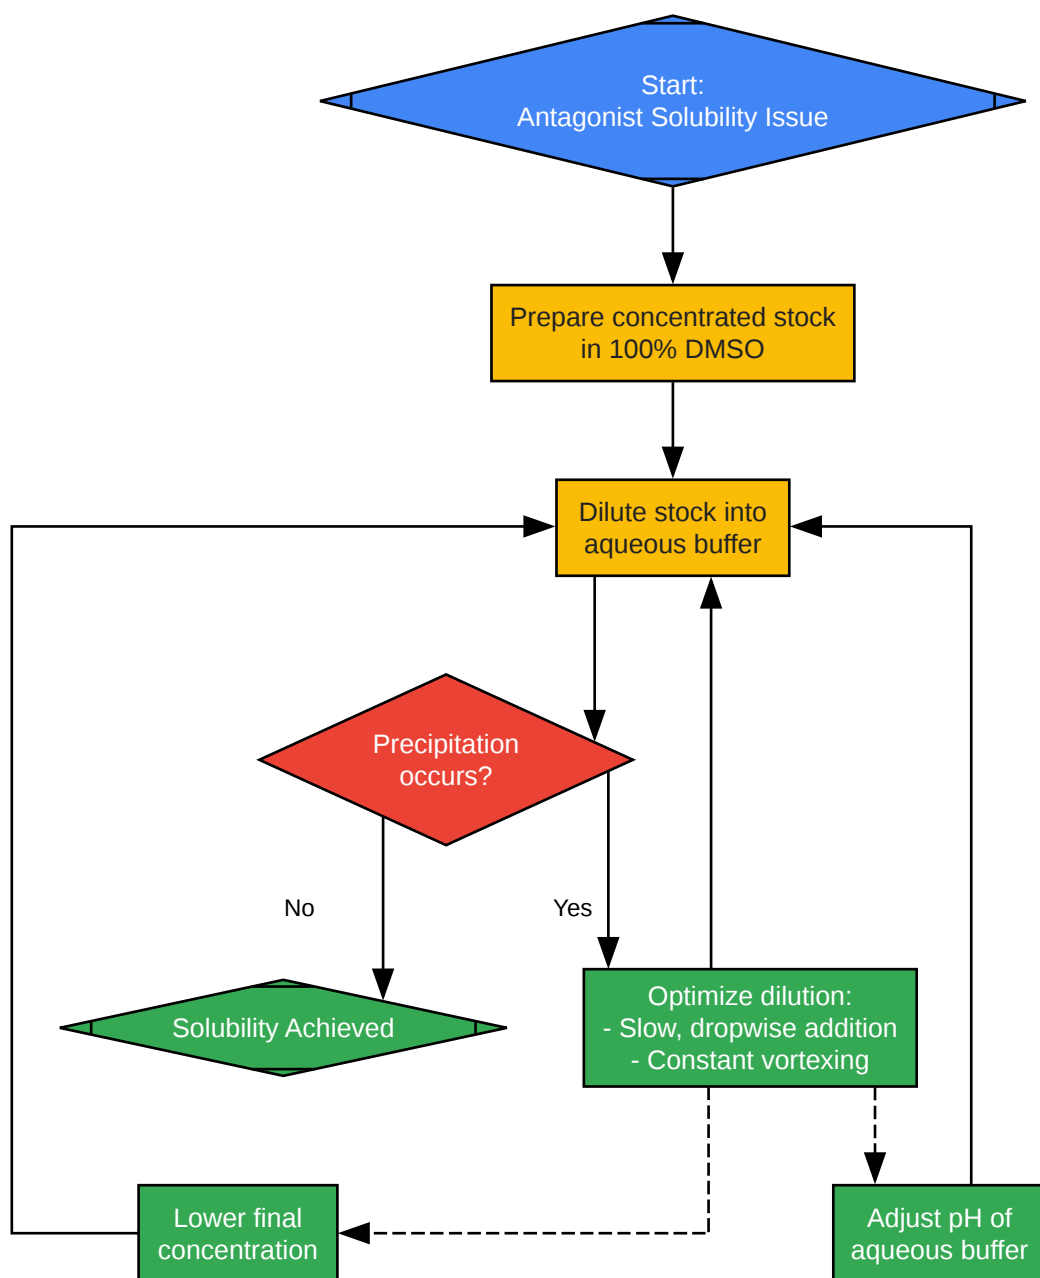 Start:
Antagonist Solubility Issue
Prepare concentrated stock
in 100% DMSO
Dilute stock into
aqueous buffer
Precipitation
occurs?
No
Yes
Optimize dilution:
- Slow, dropwise addition
- Constant vortexing
Solubility Achieved
Lower final
concentration
Adjust pH of
aqueous buffer